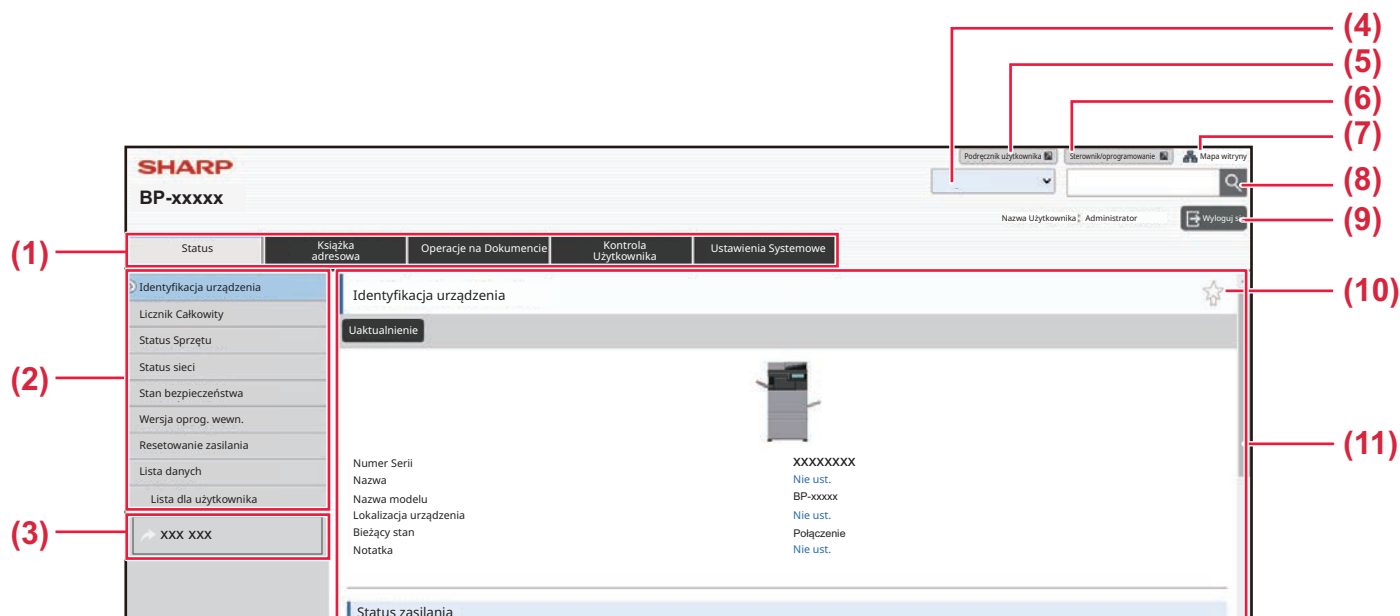 (4)
(5)
(6)
(7)
SHARP
Podręcznik użytkownika
Sterownik/oprogramowanie
Mapa witryny
BP-xxxxx
(8)
Nazwa Użytkownika: Administrator
Wyloguj się
(9)
(1)
Status
Książka adresowa
Operacje na Dokumencie
Kontrola Użytkownika
Ustawienia Systemowe
(2)
Identyfikacja urządzenia
Licznik Całkowity
Status Sprzętu
Status sieci
Stan bezpieczeństwa
Wersja oprog. wewn.
Resetowanie zasilania
Lista danych
Lista dla użytkownika
(3)
XXX XXX
Identyfikacja urządzenia
(10)
Uaktualnienie
(11)
Numer Serii XXXXXXXX
Nazwa Nie ust.
Nazwa modelu BP-xxxxx
Lokalizacja urządzenia Nie ust.
Bieżący stan Połączenie
Notatka Nie ust.
Status zasilania